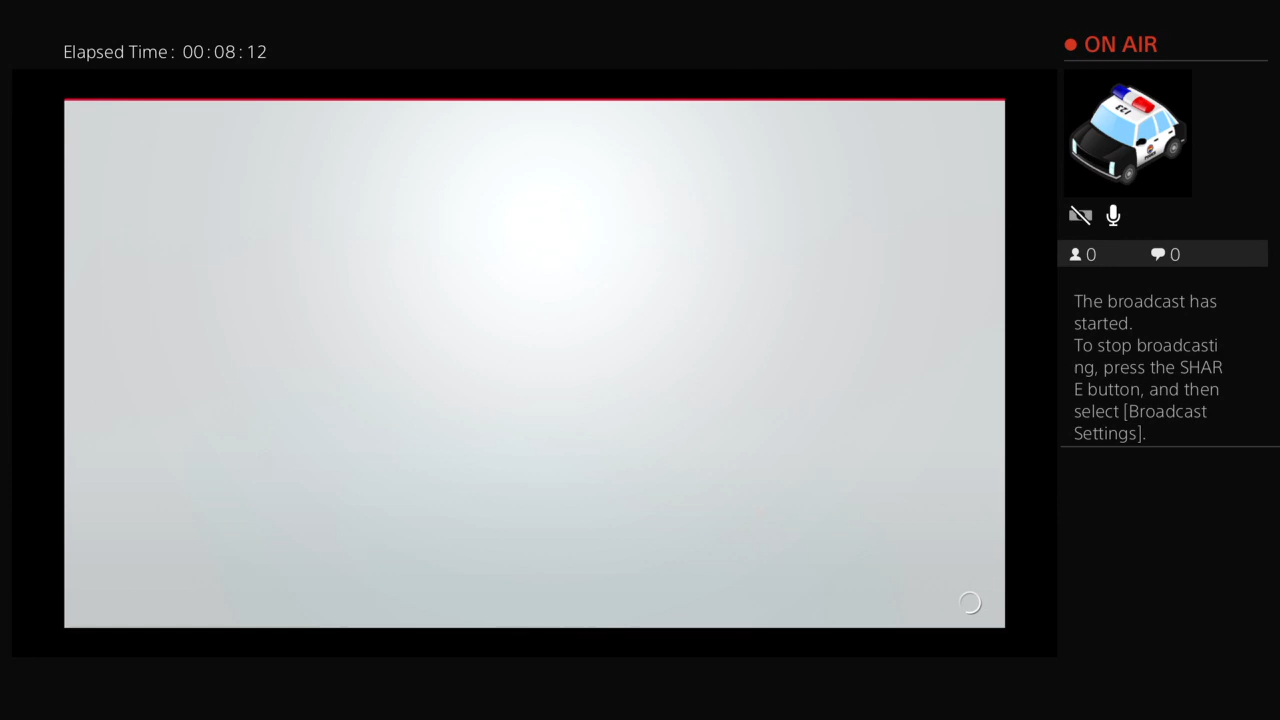 Elapsed Time: 00:08:12
ON AIR
123
0 0
The broadcast has
started.
To stop broadcasti
ng, press the SHAR
E button, and then
select [Broadcast
Settings].